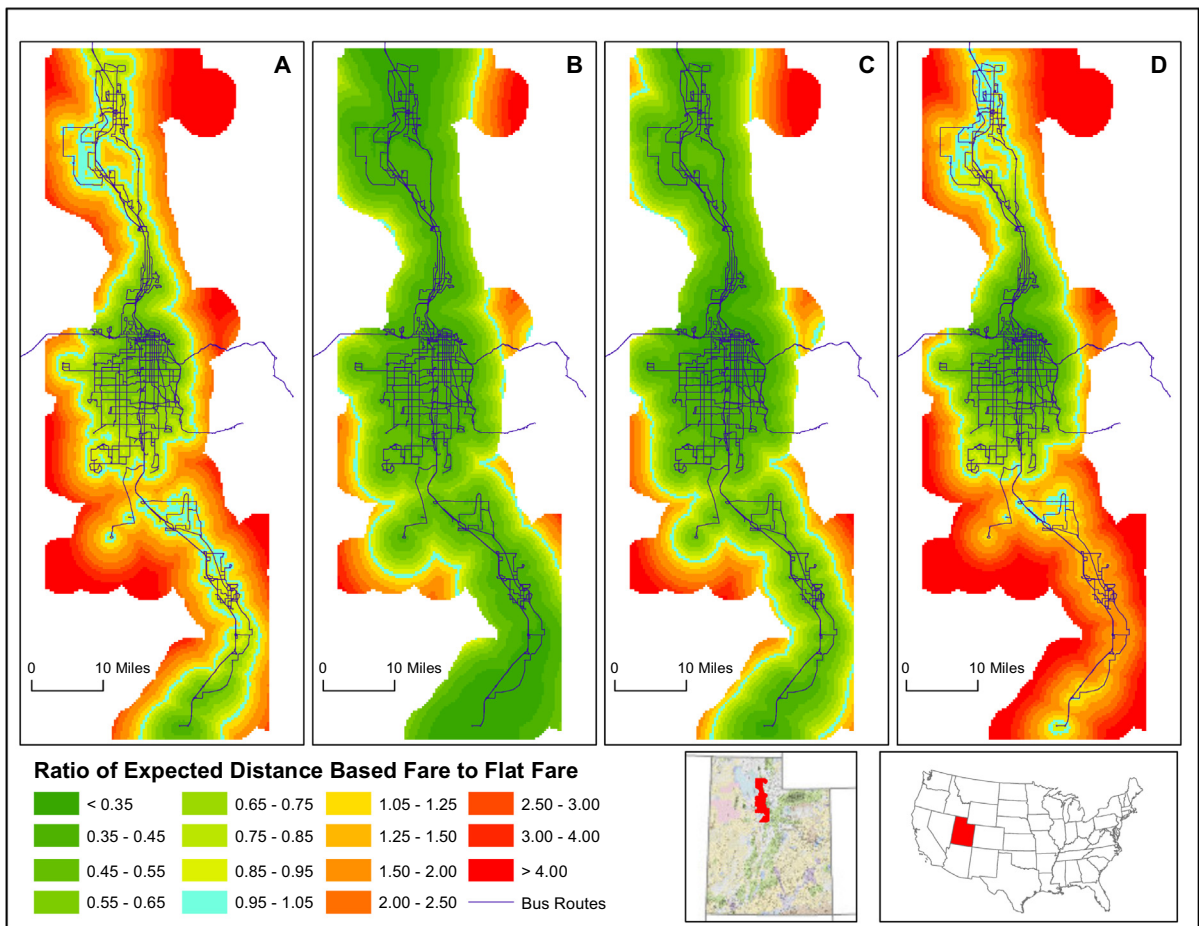 A
B
C
D
0 10 Miles
0 10 Miles
0 10 Miles
0 10 Miles
Ratio of Expected Distance Based Fare to Flat Fare
< 0.35
0.35 - 0.45
0.45 - 0.55
0.55 - 0.65
0.65 - 0.75
0.75 - 0.85
0.85 - 0.95
0.95 - 1.05
1.05 - 1.25
1.25 - 1.50
1.50 - 2.00
2.00 - 2.50
2.50 - 3.00
3.00 - 4.00
> 4.00
Bus Routes